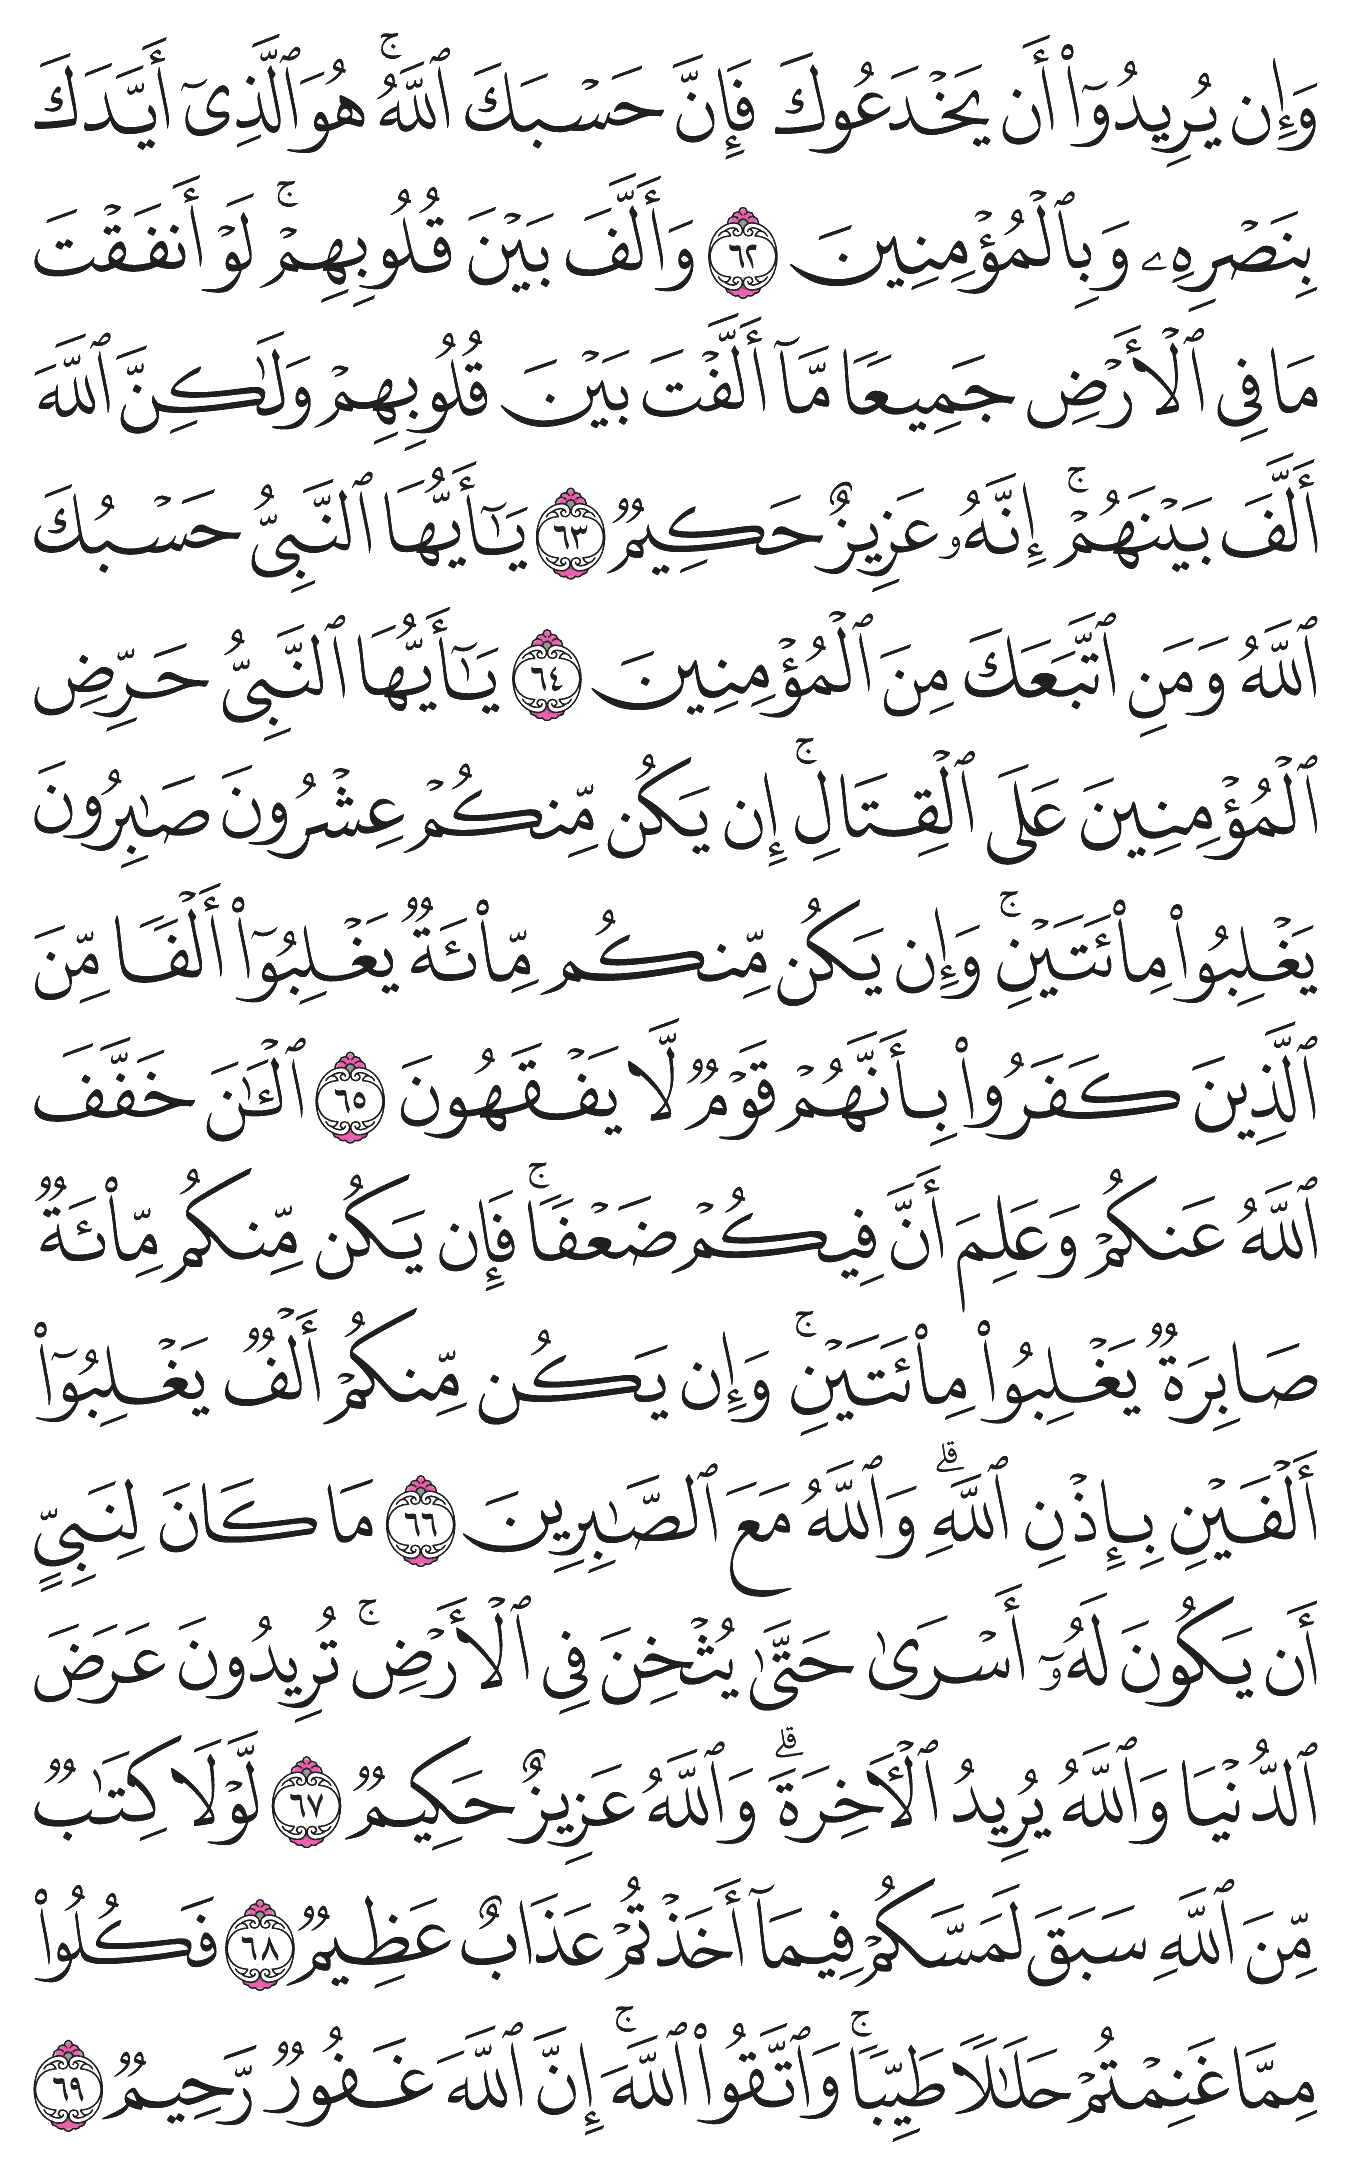 وَإِن يُرِيدُوٓا۟ أَن يَخْدَعُوكَ فَإِنَّ حَسْبَكَ ٱللَّهُ ۚ هُوَ ٱلَّذِىٓ أَيَّدَكَ
بِنَصْرِهِۦ وَبِٱلْمُؤْمِنِينَ ٦٢ وَأَلَّفَ بَيْنَ قُلُوبِهِمْ ۚ لَوْ أَنفَقْتَ
مَا فِى ٱلْأَرْضِ جَمِيعًا مَّآ أَلَّفْتَ بَيْنَ قُلُوبِهِمْ وَلَـٰكِنَّ ٱللَّهَ
أَلَّفَ بَيْنَهُمْ ۚ إِنَّهُۥ عَزِيزٌ حَكِيمٌ ٦٣ يَـٰٓأَيُّهَا ٱلنَّبِىُّ حَسْبُكَ
ٱللَّهُ وَمَنِ ٱتَّبَعَكَ مِنَ ٱلْمُؤْمِنِينَ ٦٤ يَـٰٓأَيُّهَا ٱلنَّبِىُّ حَرِّضِ
ٱلْمُؤْمِنِينَ عَلَى ٱلْقِتَالِ ۚ إِن يَكُن مِّنكُمْ عِشْرُونَ صَـٰبِرُونَ
يَغْلِبُوا۟ مِا۟ئَتَيْنِ ۚ وَإِن يَكُن مِّنكُم مِّا۟ئَةٌ يَغْلِبُوٓا۟ أَلْفًا مِّنَ
ٱلَّذِينَ كَفَرُوا۟ بِأَنَّهُمْ قَوْمٌ لَّا يَفْقَهُونَ ٦٥ ٱلْـَٔـٰنَ خَفَّفَ
ٱللَّهُ عَنكُمْ وَعَلِمَ أَنَّ فِيكُمْ ضَعْفًا ۚ فَإِن يَكُن مِّنكُم مِّا۟ئَةٌ
صَابِرَةٌ يَغْلِبُوا۟ مِا۟ئَتَيْنِ ۚ وَإِن يَكُن مِّنكُمْ أَلْفٌ يَغْلِبُوٓا۟
أَلْفَيْنِ بِإِذْنِ ٱللَّهِ ۗ وَٱللَّهُ مَعَ ٱلصَّـٰبِرِينَ ٦٦ مَا كَانَ لِنَبِىٍّ
أَن يَكُونَ لَهُۥٓ أَسْرَىٰ حَتَّىٰ يُثْخِنَ فِى ٱلْأَرْضِ ۚ تُرِيدُونَ عَرَضَ
ٱلدُّنْيَا وَٱللَّهُ يُرِيدُ ٱلْـَٔاخِرَةَ ۗ وَٱللَّهُ عَزِيزٌ حَكِيمٌ ٦٧ لَّوْلَا كِتَـٰبٌ
مِّنَ ٱللَّهِ سَبَقَ لَمَسَّكُمْ فِيمَآ أَخَذْتُمْ عَذَابٌ عَظِيمٌ ٦٨ فَكُلُوا۟
مِمَّا غَنِمْتُمْ حَلَـٰلًا طَيِّبًا ۚ وَٱتَّقُوا۟ ٱللَّهَ ۚ إِنَّ ٱللَّهَ غَفُورٌ رَّحِيمٌ ٦٩